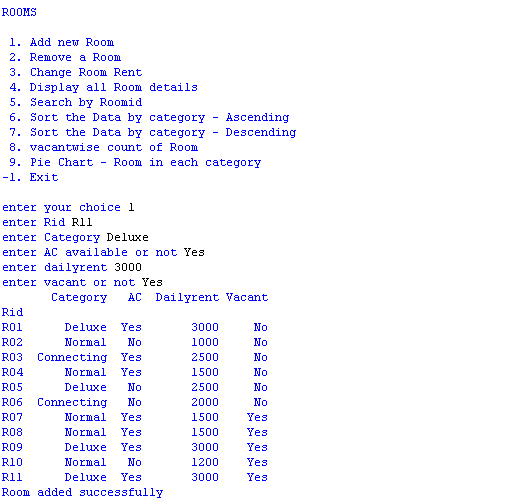 ROOMS
1. Add new Room
2. Remove a Room
3. Change Room Rent
4. Display all Room details
5. Search by Roomid
6. Sort the Data by category - Ascending
7. Sort the Data by category - Descending
8. vacantwise count of Room
9. Pie Chart - Room in each category
-1. Exit
enter your choice 1
enter Rid R11
enter Category Deluxe
enter AC available or not Yes
enter dailyrent 3000
enter vacant or not Yes
Category AC Dailyrent Vacant
Rid
R01 Deluxe Yes 3000 No
R02 Normal No 1000 No
R03 Connecting Yes 2500 No
R04 Normal Yes 1500 No
R05 Deluxe No 2500 No
R06 Connecting No 2000 No
R07 Normal Yes 1500 Yes
R08 Normal Yes 1500 Yes
R09 Deluxe Yes 3000 Yes
R10 Normal No 1200 Yes
R11 Deluxe Yes 3000 Yes
Room added successfully